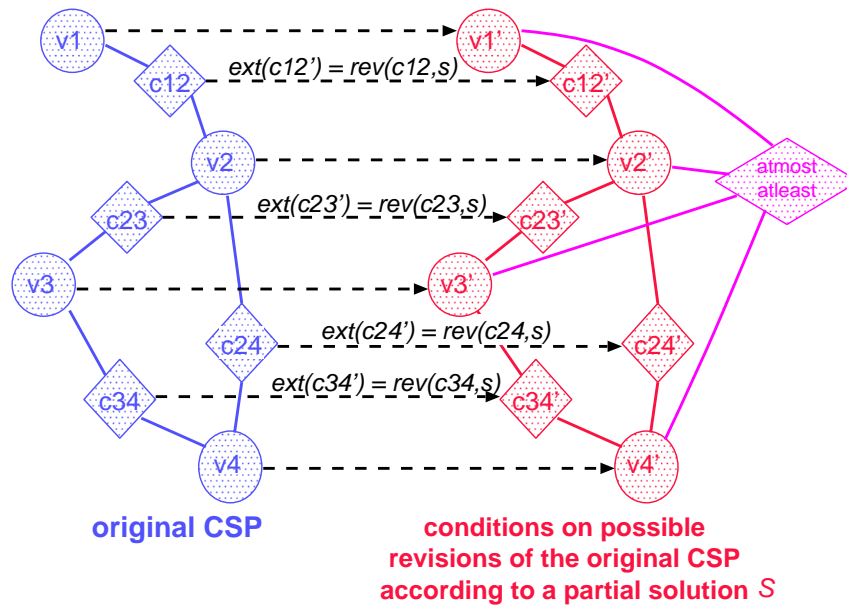 v1
v1’
c12
ext(c12’) = rev(c12,s)
c12’
v2
v2’
atmost
atleast
c23
ext(c23’) = rev(c23,s)
c23’
v3
v3’
c24
ext(c24’) = rev(c24,s)
c24’
c34
ext(c34’) = rev(c34,s)
c34’
v4
v4’
original CSP
conditions on possible
revisions of the original CSP
according to a partial solution S